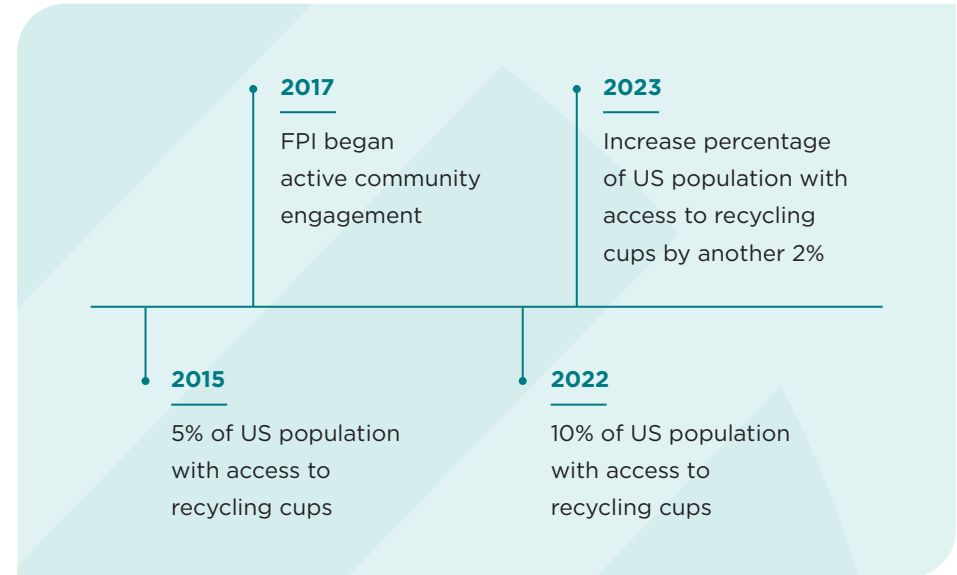 2017
FPI began
active community
engagement
2023
Increase percentage
of US population with
access to recycling
cups by another 2%
2015
5% of US population
with access to
recycling cups
2022
10% of US population
with access to
recycling cups